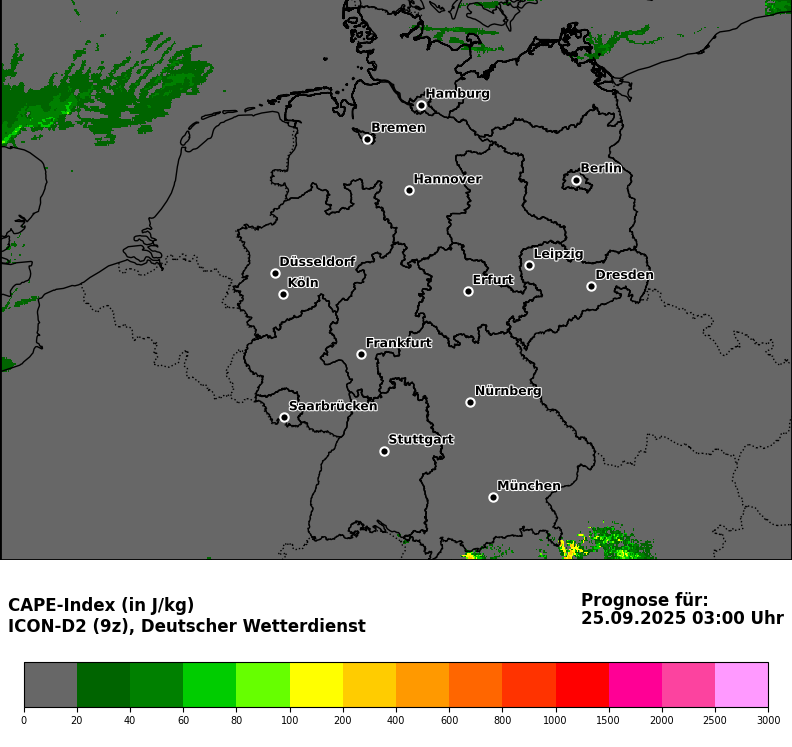 Hamburg
Bremen
Berlin
Hannover
Leipzig
Düsseldorf
Dresden
Köln
Erfurt
Frankfurt
Nürnberg
Saarbrücken
Stuttgart
München
CAPE-Index (in J/kg)
ICON-D2 (9z), Deutscher Wetterdienst
Prognose für:
25.09.2025 03:00 Uhr
0 20 40 60 80 100 200 400 600 800 1000 1500 2000 2500 3000